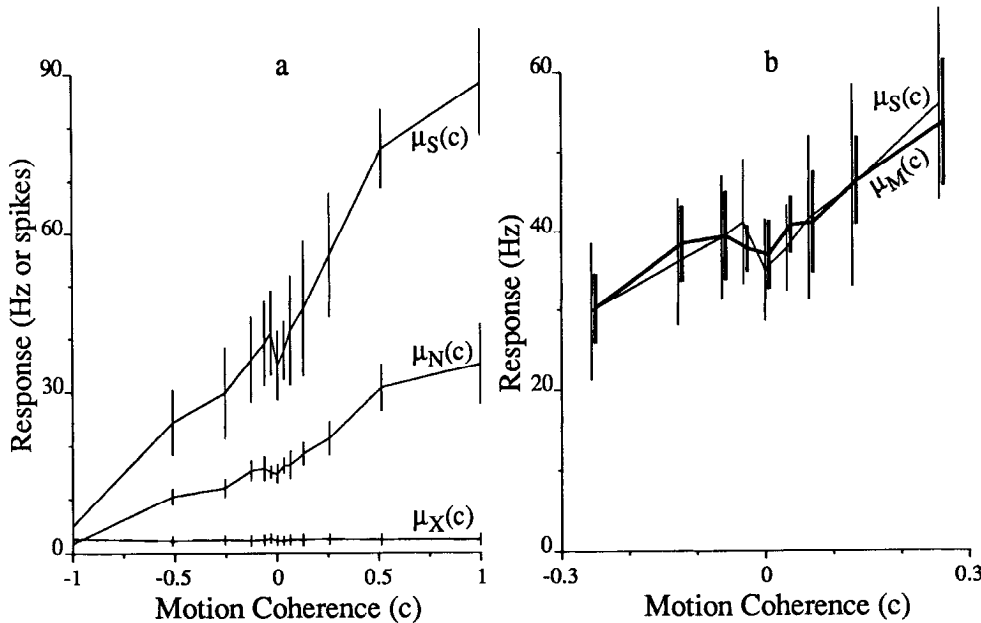 a
90
60
30
0
Response (Hz or spikes)
μS(c)
μN(c)
μX(c)
-1
-0.5
0
0.5
1
Motion Coherence (c)
b
60
40
20
0
Response (Hz)
μS(c)
μM(c)
-0.3
0
0.3
Motion Coherence (c)